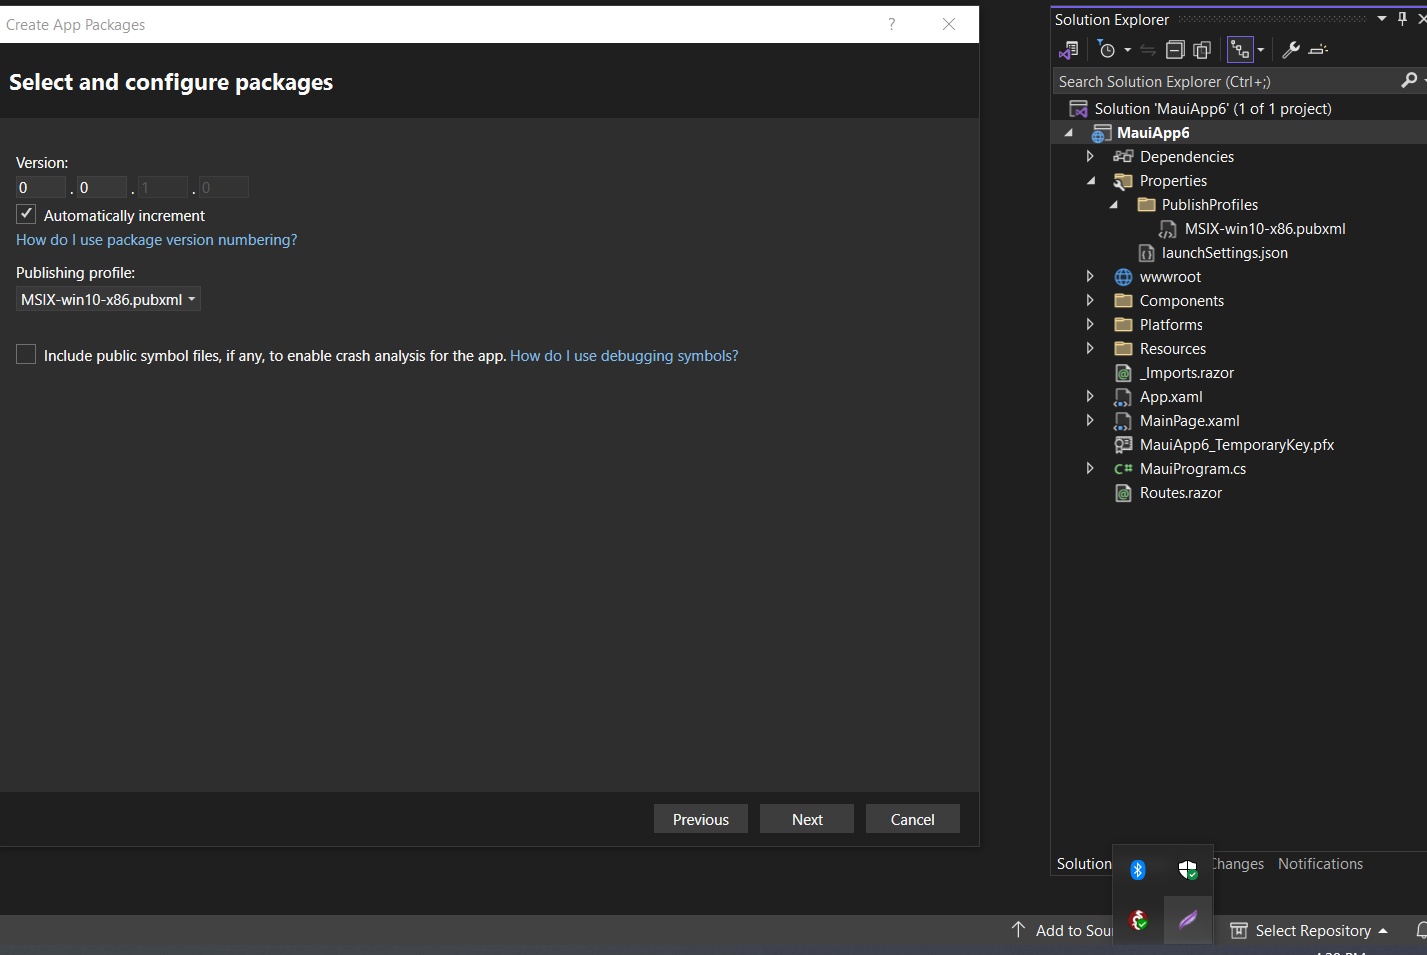 Create App Packages
?
Select and configure packages
Version:
0 . 0 . 1 . 0
Automatically increment
How do I use package version numbering?
Publishing profile:
MSIX-win10-x86.pubxml
Include public symbol files, if any, to enable crash analysis for the app. How do I use debugging symbols?
Previous
Next
Cancel
Solution Explorer
Search Solution Explorer (Ctrl+;)
Solution 'MauiApp6' (1 of 1 project)
MauiApp6
Dependencies
Properties
PublishProfiles
MSIX-win10-x86.pubxml
launchSettings.json
wwwroot
Components
Platforms
Resources
_Imports.razor
App.xaml
MainPage.xaml
MauiApp6_TemporaryKey.pfx
C# MauiProgram.cs
Routes.razor
Solution
Changes
Notifications
Add to Sou
Select Repository